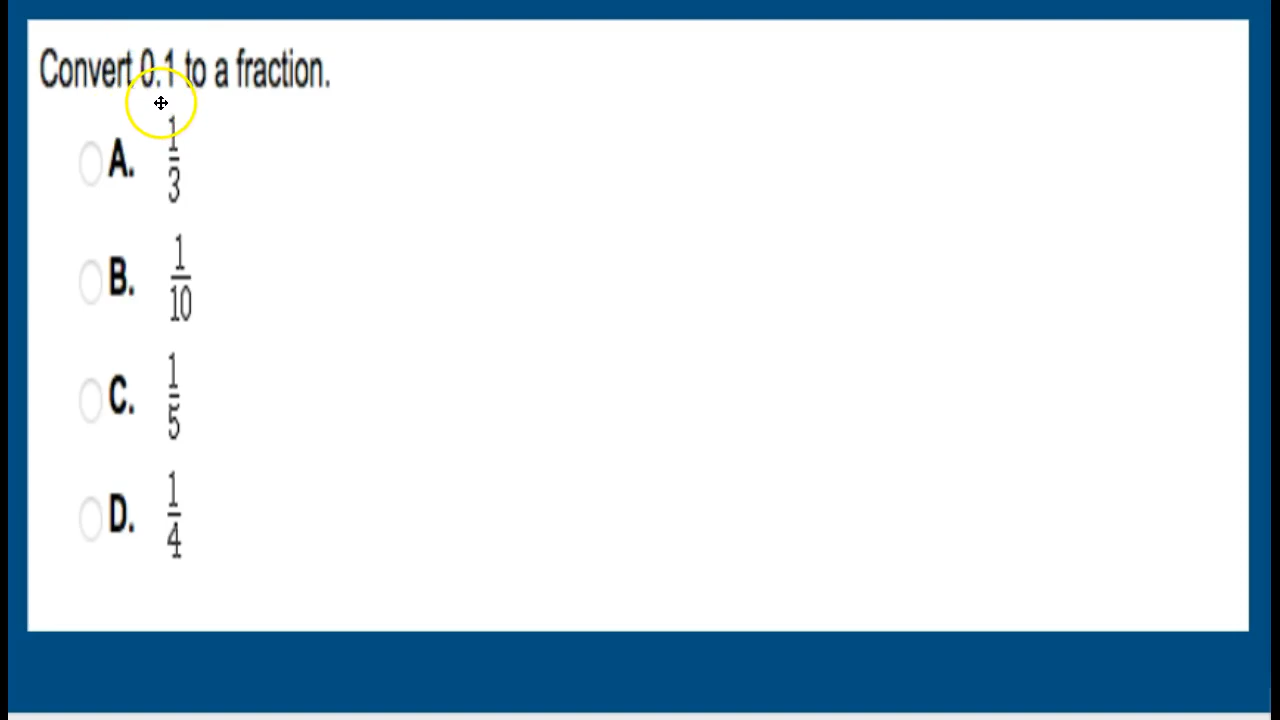 Convert 0.1 to a fraction.
A. 1/3
B. 1/10
C. 1/5
D. 1/4